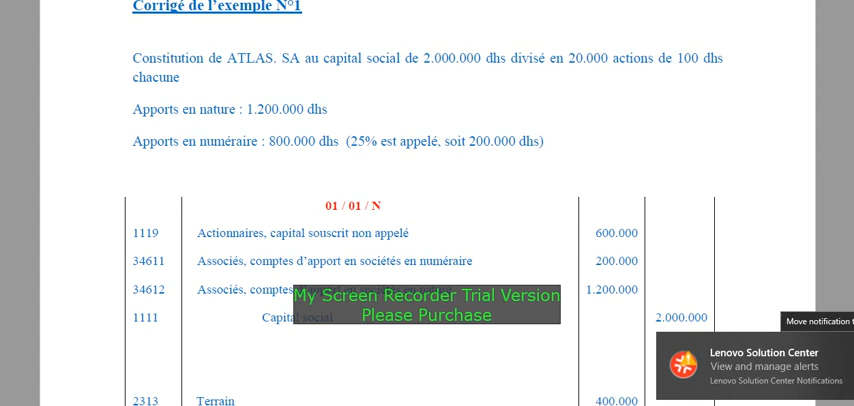 Corrigé de l'exemple N°1
Constitution de ATLAS. SA au capital social de 2.000.000 dhs divisé en 20.000 actions de 100 dhs
chacune
Apports en nature : 1.200.000 dhs
Apports en numéraire : 800.000 dhs (25% est appelé, soit 200.000 dhs)
01 / 01 / N
1119 Actionnaires, capital souscrit non appelé 600.000
34611 Associés, comptes d'apport en sociétés en numéraire 200.000
34612 Associés, comptes 1.200.000
My Screen Recorder Trial Version
Please Purchase
1111 Capital social 2.000.000
Move notification t
Lenovo Solution Center
View and manage alerts
Lenovo Solution Center Notifications
2313 Terrain 400.000